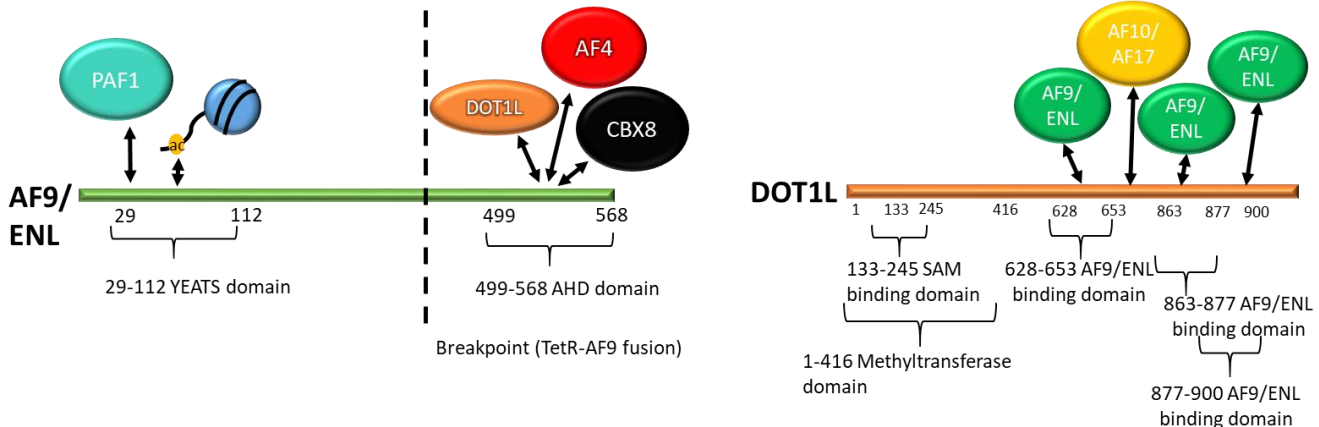 PAF1
ac
AF4
DOT1L
CBX8
AF9/
ENL
29
112
499
568
29-112 YEATS domain
499-568 AHD domain
Breakpoint (TetR-AF9 fusion)
AF10/
AF17
AF9/
ENL
AF9/
ENL
AF9/
ENL
DOT1L
1
133
245
416
628
653
863
877
900
133-245 SAM
binding domain
628-653 AF9/ENL
binding domain
863-877 AF9/ENL
binding domain
1-416 Methyltransferase
domain
877-900 AF9/ENL
binding domain